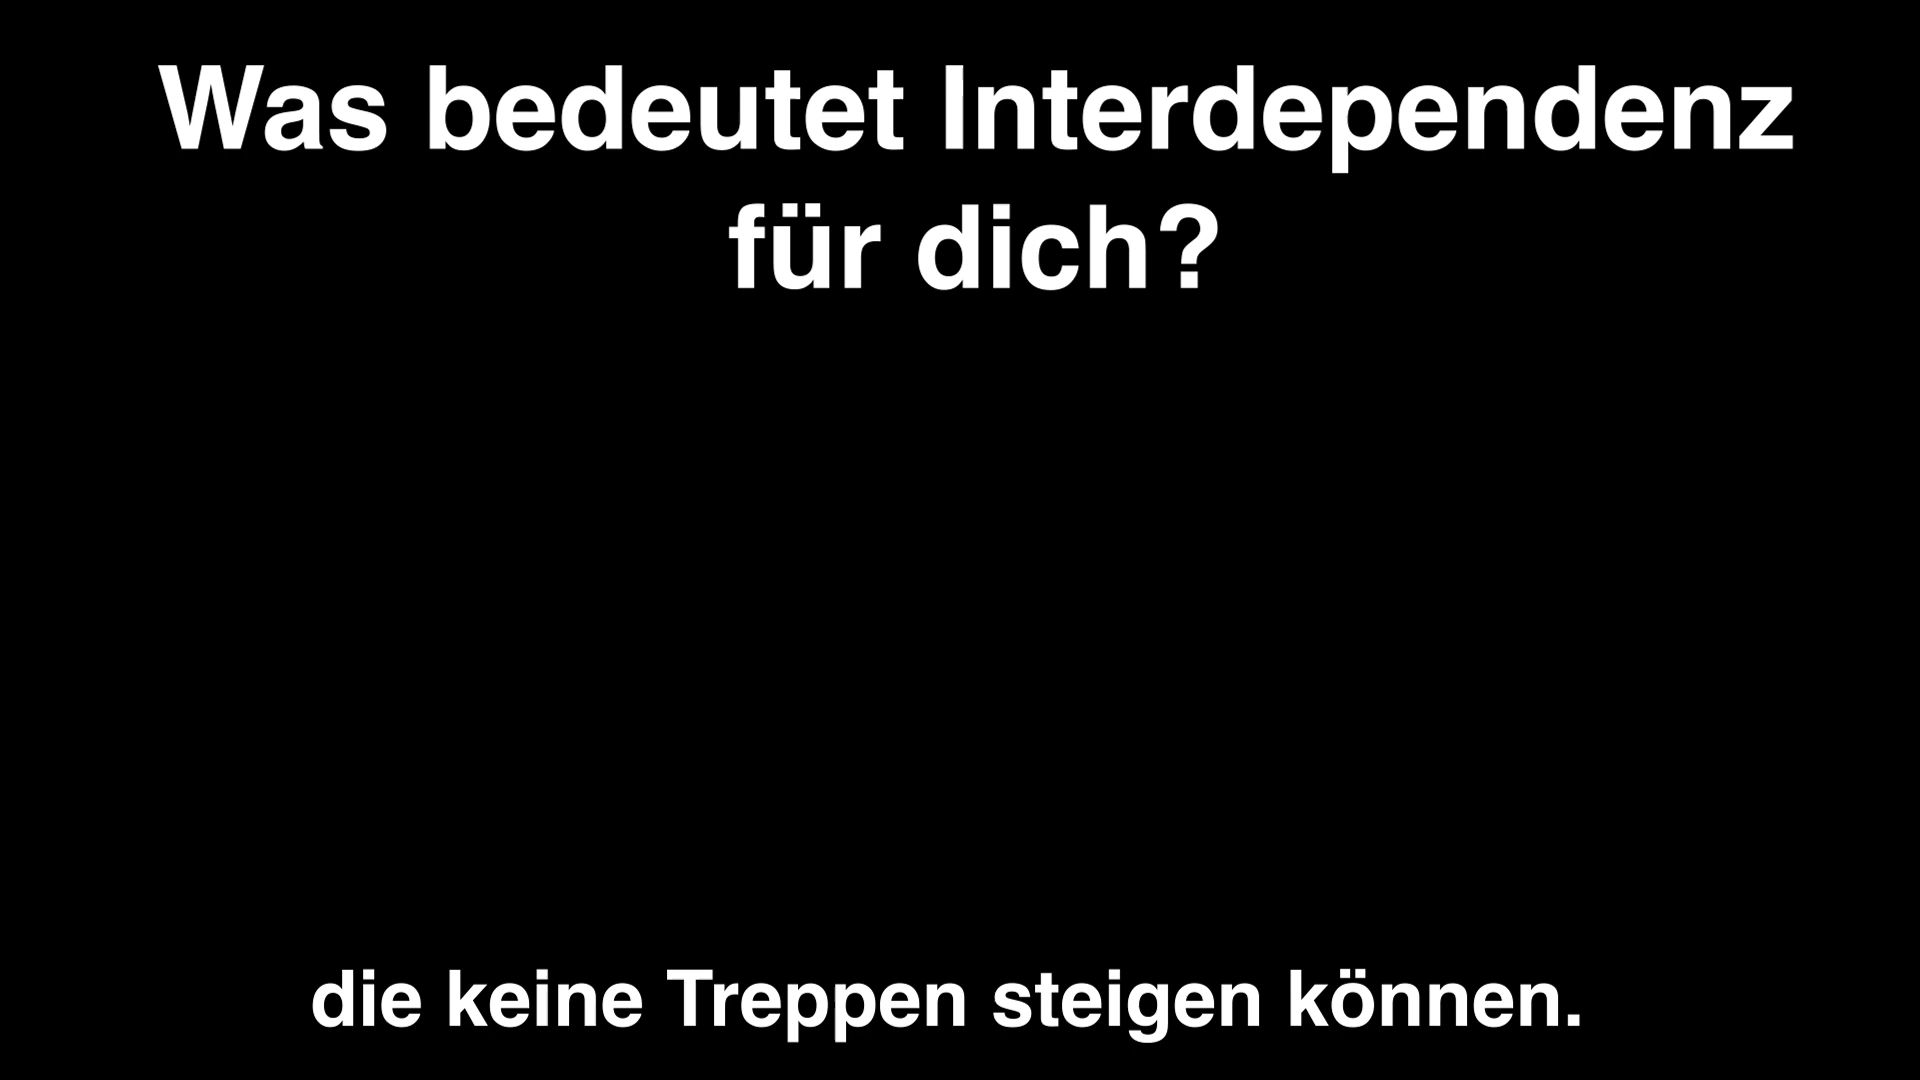 Was bedeutet Interdependenz
für dich?
die keine Treppen steigen können.